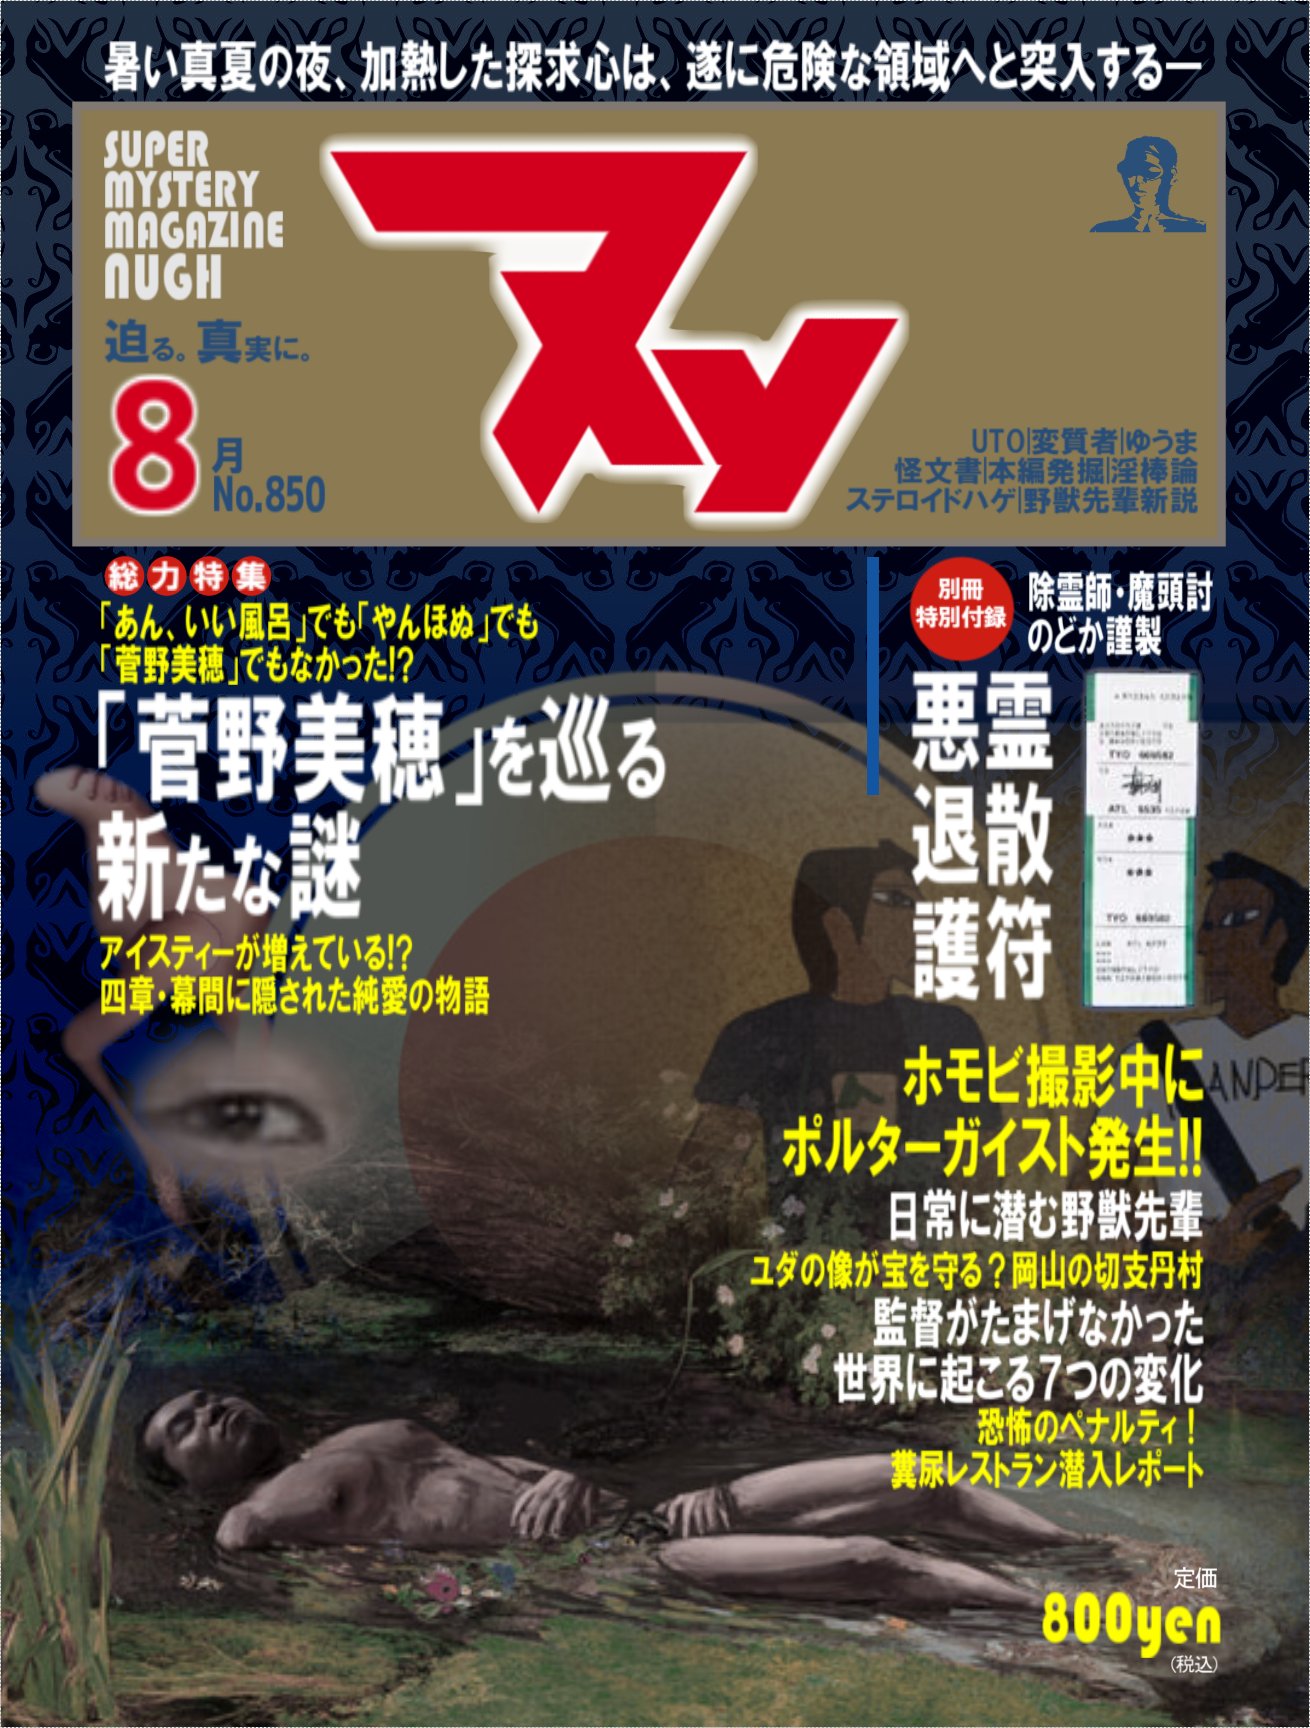 暑い真夏の夜、加熱した探求心は、遂に危険な領域へと突入する―
SUPER
MYSTERY
MAGAZINE
NUGH
ヌッ
迫る。真実に。
8月
No.850
UTO|変質者|ゆうま
怪文書|本編発掘|淫棒論
ステロイドハゲ|野獣先輩新説
総力特集
「あん、いい風呂」でも「やんほぬ」でも
「菅野美穂」でもなかった!?
「菅野美穂」を巡る
新たな謎
アイスティーが増えている!?
四章・幕間に隠された純愛の物語
別冊
特別付録
除霊師・魔頭討
のどか謹製
悪霊
退散
護符
ホモビ撮影中に
ポルターガイスト発生!!
日常に潜む野獣先輩
ユダの像が宝を守る？岡山の切支丹村
監督がたまげなかった
世界に起こる7つの変化
恐怖のペナルティ！
糞尿レストラン潜入レポート
定価
800yen
(税込)